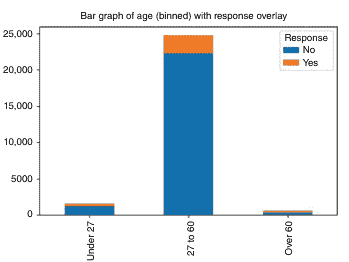 Bar graph of age (binned) with response overlay
Response
No
Yes
25,000
20,000
15,000
10,000
5000
0
Under 27
27 to 60
Over 60